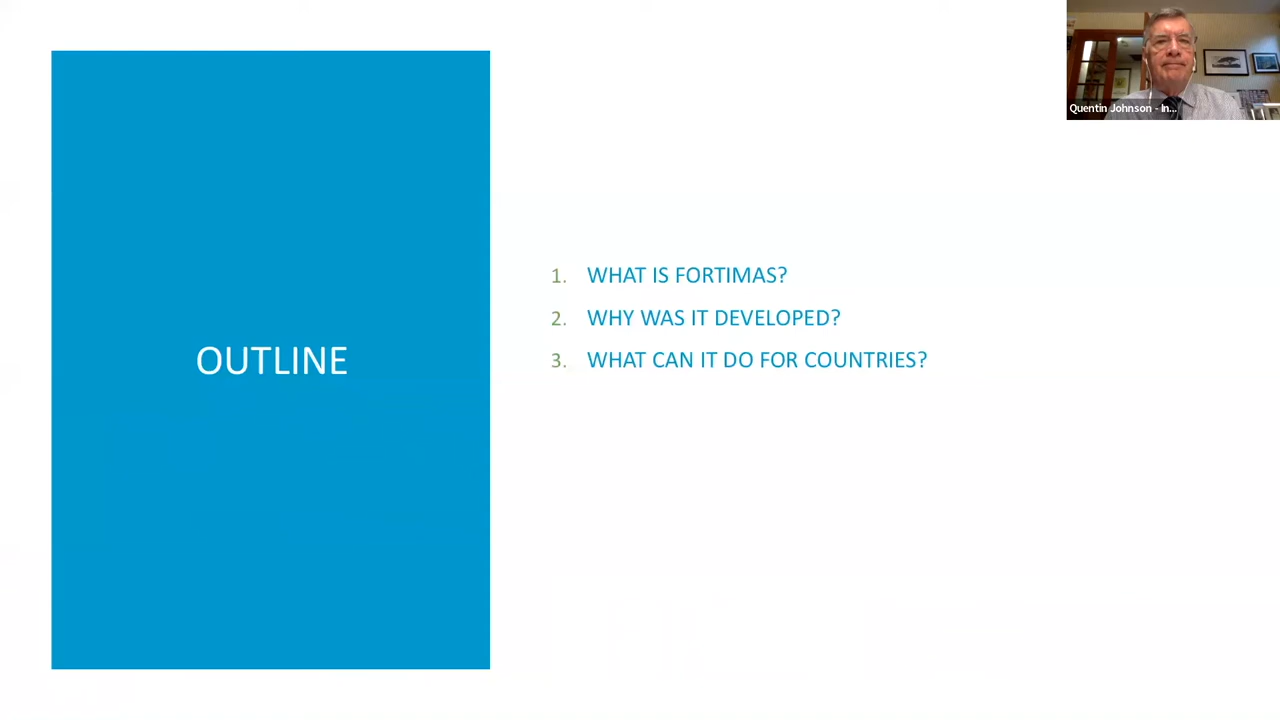 Quentin Johnson - In...
OUTLINE
1. WHAT IS FORTIMAS?
2. WHY WAS IT DEVELOPED?
3. WHAT CAN IT DO FOR COUNTRIES?